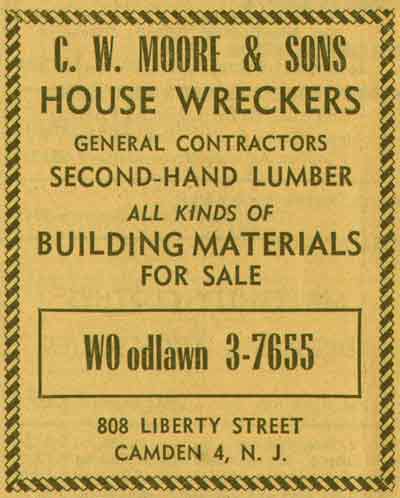 C. W. MOORE & SONS
HOUSE WRECKERS
GENERAL CONTRACTORS
SECOND-HAND LUMBER
ALL KINDS OF
BUILDING MATERIALS
FOR SALE
WO odlawn 3-7655
808 LIBERTY STREET
CAMDEN 4, N. J.